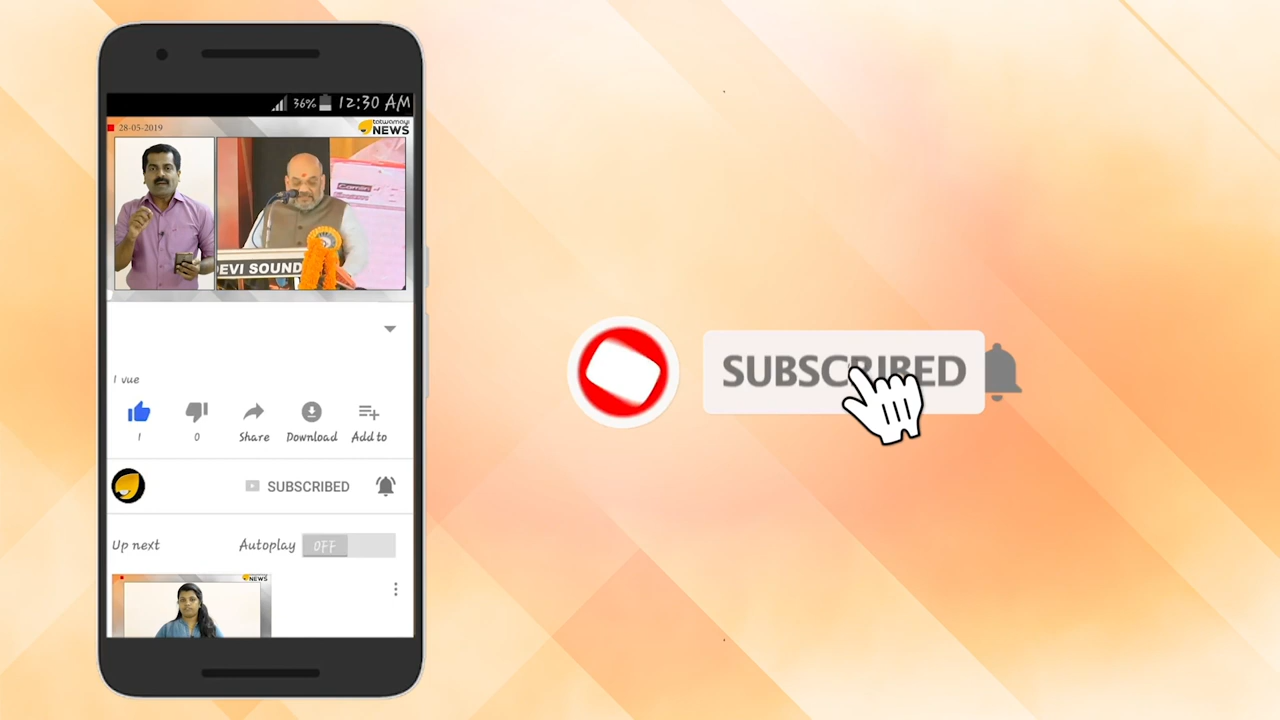 36% 12:30 AM
28-05-2019
tatwamayi
NEWS
DEVI SOUND
1 vue
1
0
Share
Download
Add to
SUBSCRIBED
Up next
Autoplay
OFF
NEWS
SUBSCRIBED